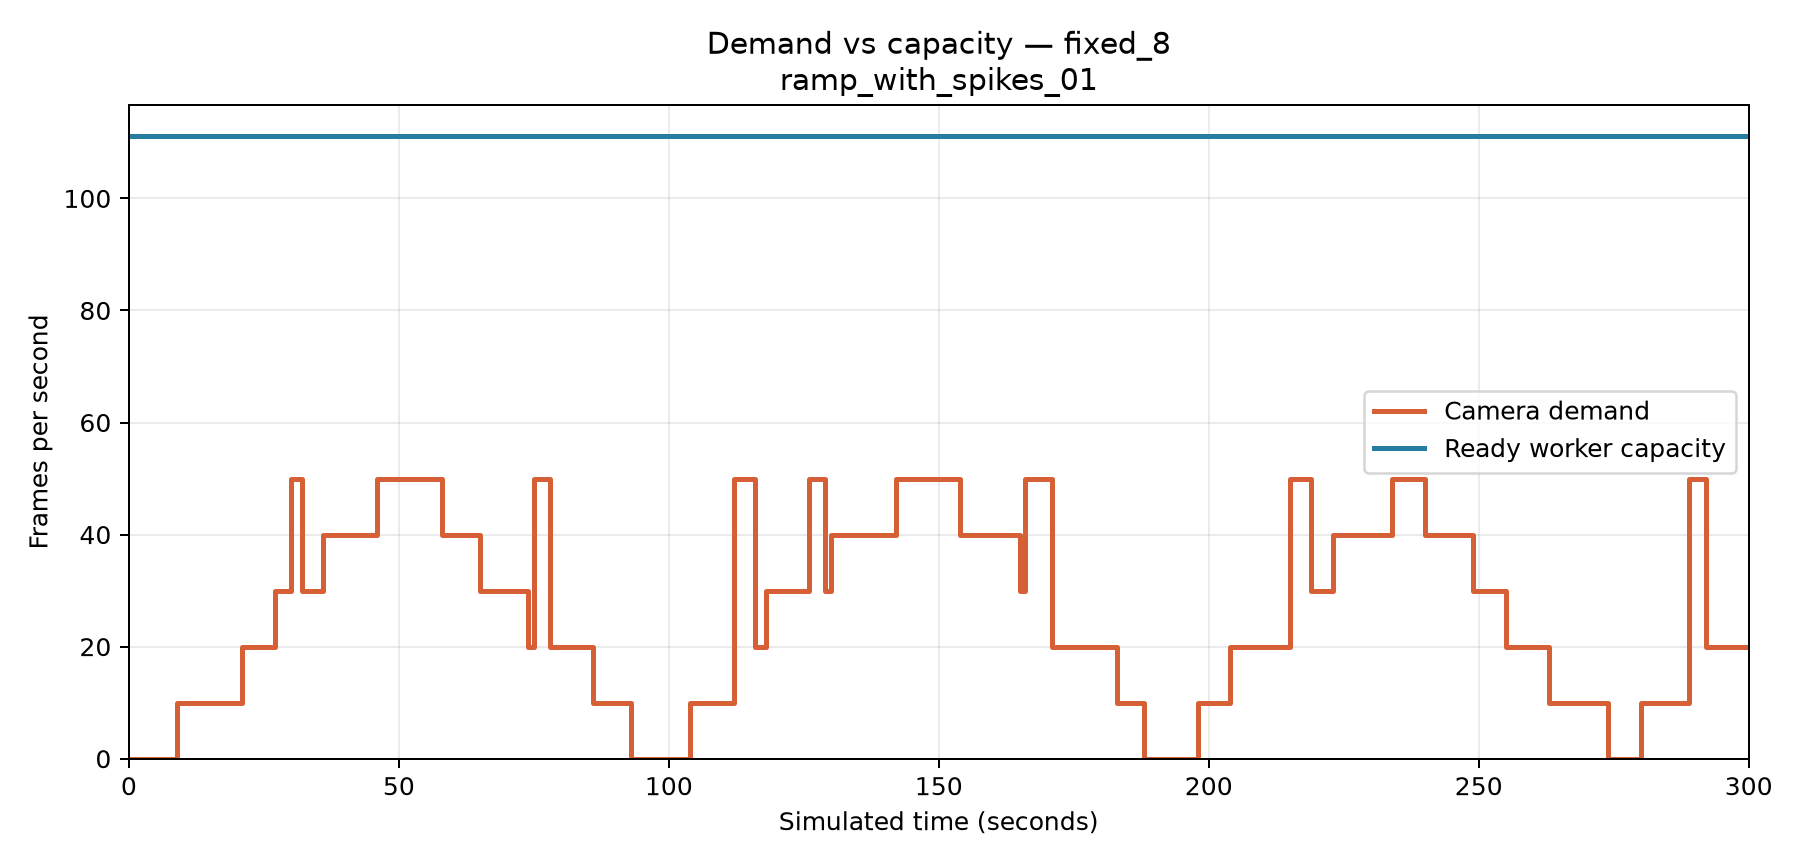 Demand vs capacity — fixed_8
ramp_with_spikes_01
100
80
60
40
20
0
Frames per second
Camera demand
Ready worker capacity
0 50 100 150 200 250 300
Simulated time (seconds)